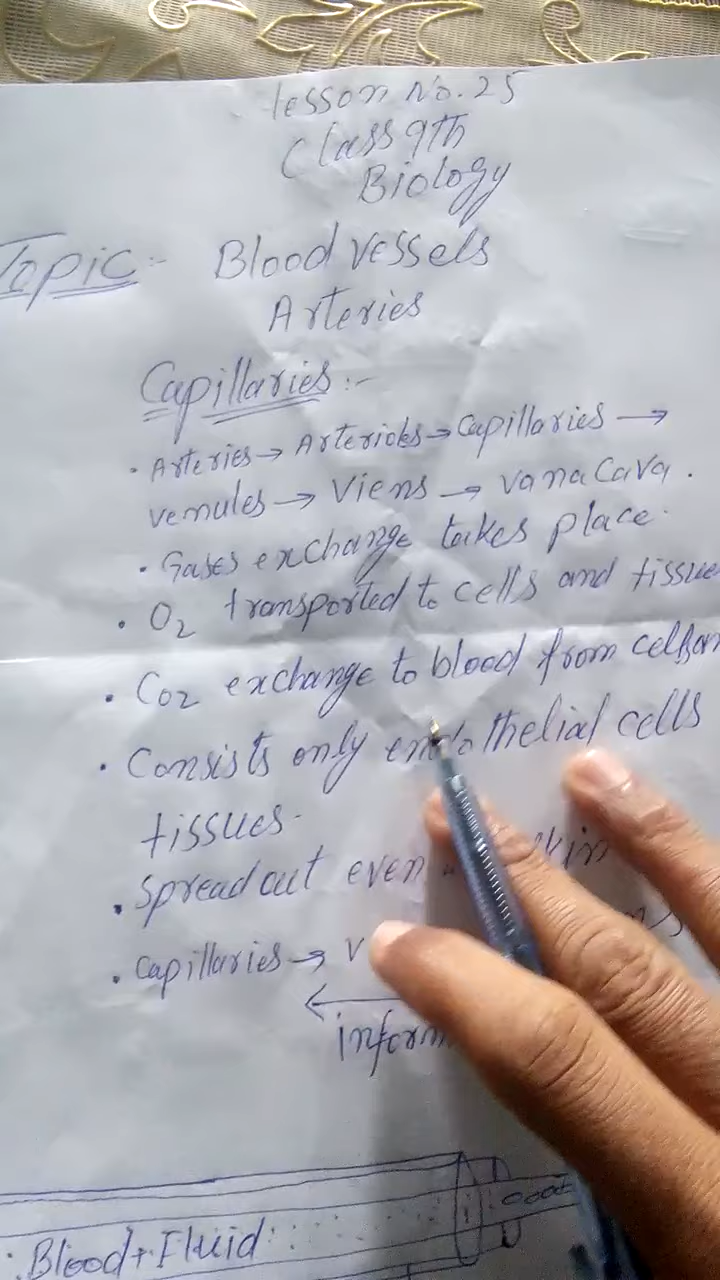 lesson No. 25
Class 9th
Biology
Topic:- Blood vessels
Arteries
Capillaries:-
• Arteries → Arterioles → Capillaries →
venules → Viens → vana Cava.
• Gases exchange takes place.
• O2 transported to cells and tissue
• CO2 exchange to blood from cells
• Consists only endothelial cells
tissues.
• Spread out even skin
• Capillaries →
Blood + Fluid